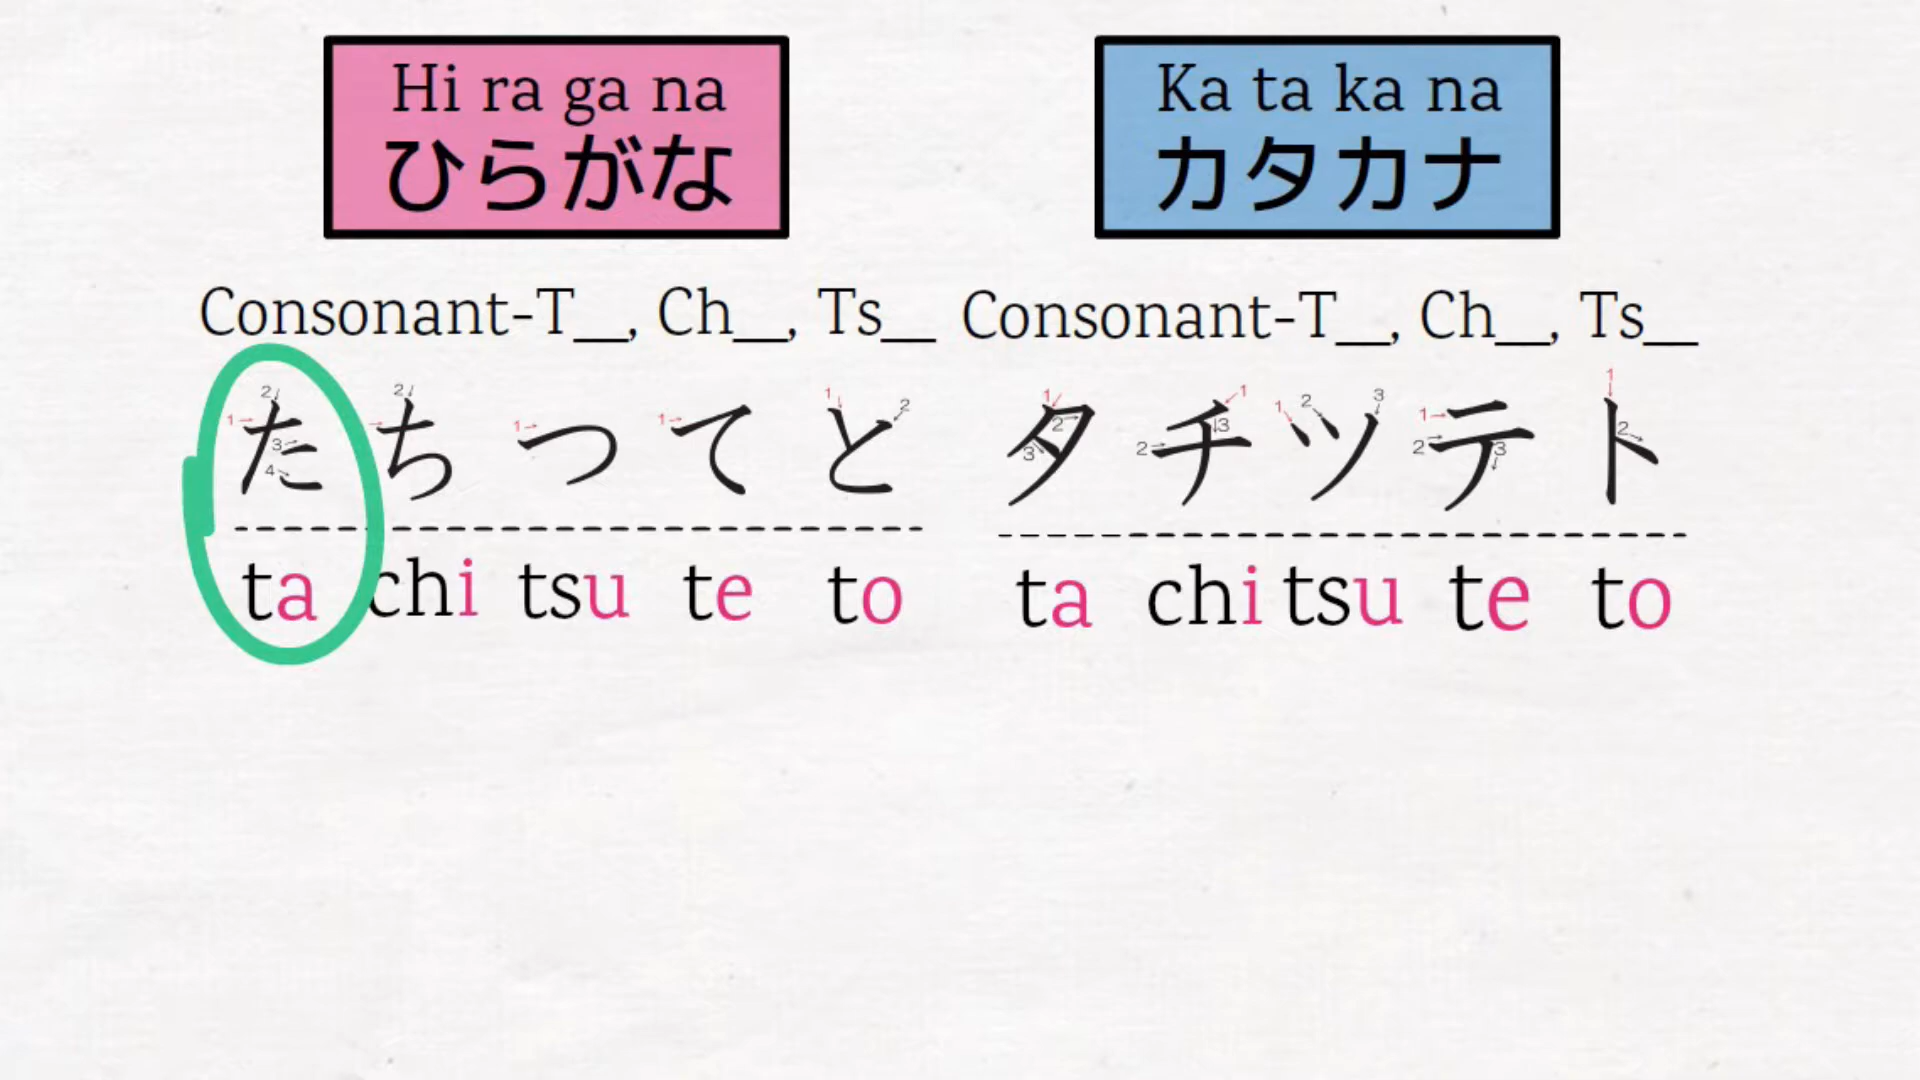 Hi ra ga na
ひらがな
Consonant-T__, Ch__, Ts__
た ち つ て と
ta chi tsu te to
Ka ta ka na
カタカナ
Consonant-T__, Ch__, Ts__
タ チ ツ テ ト
ta chi tsu te to